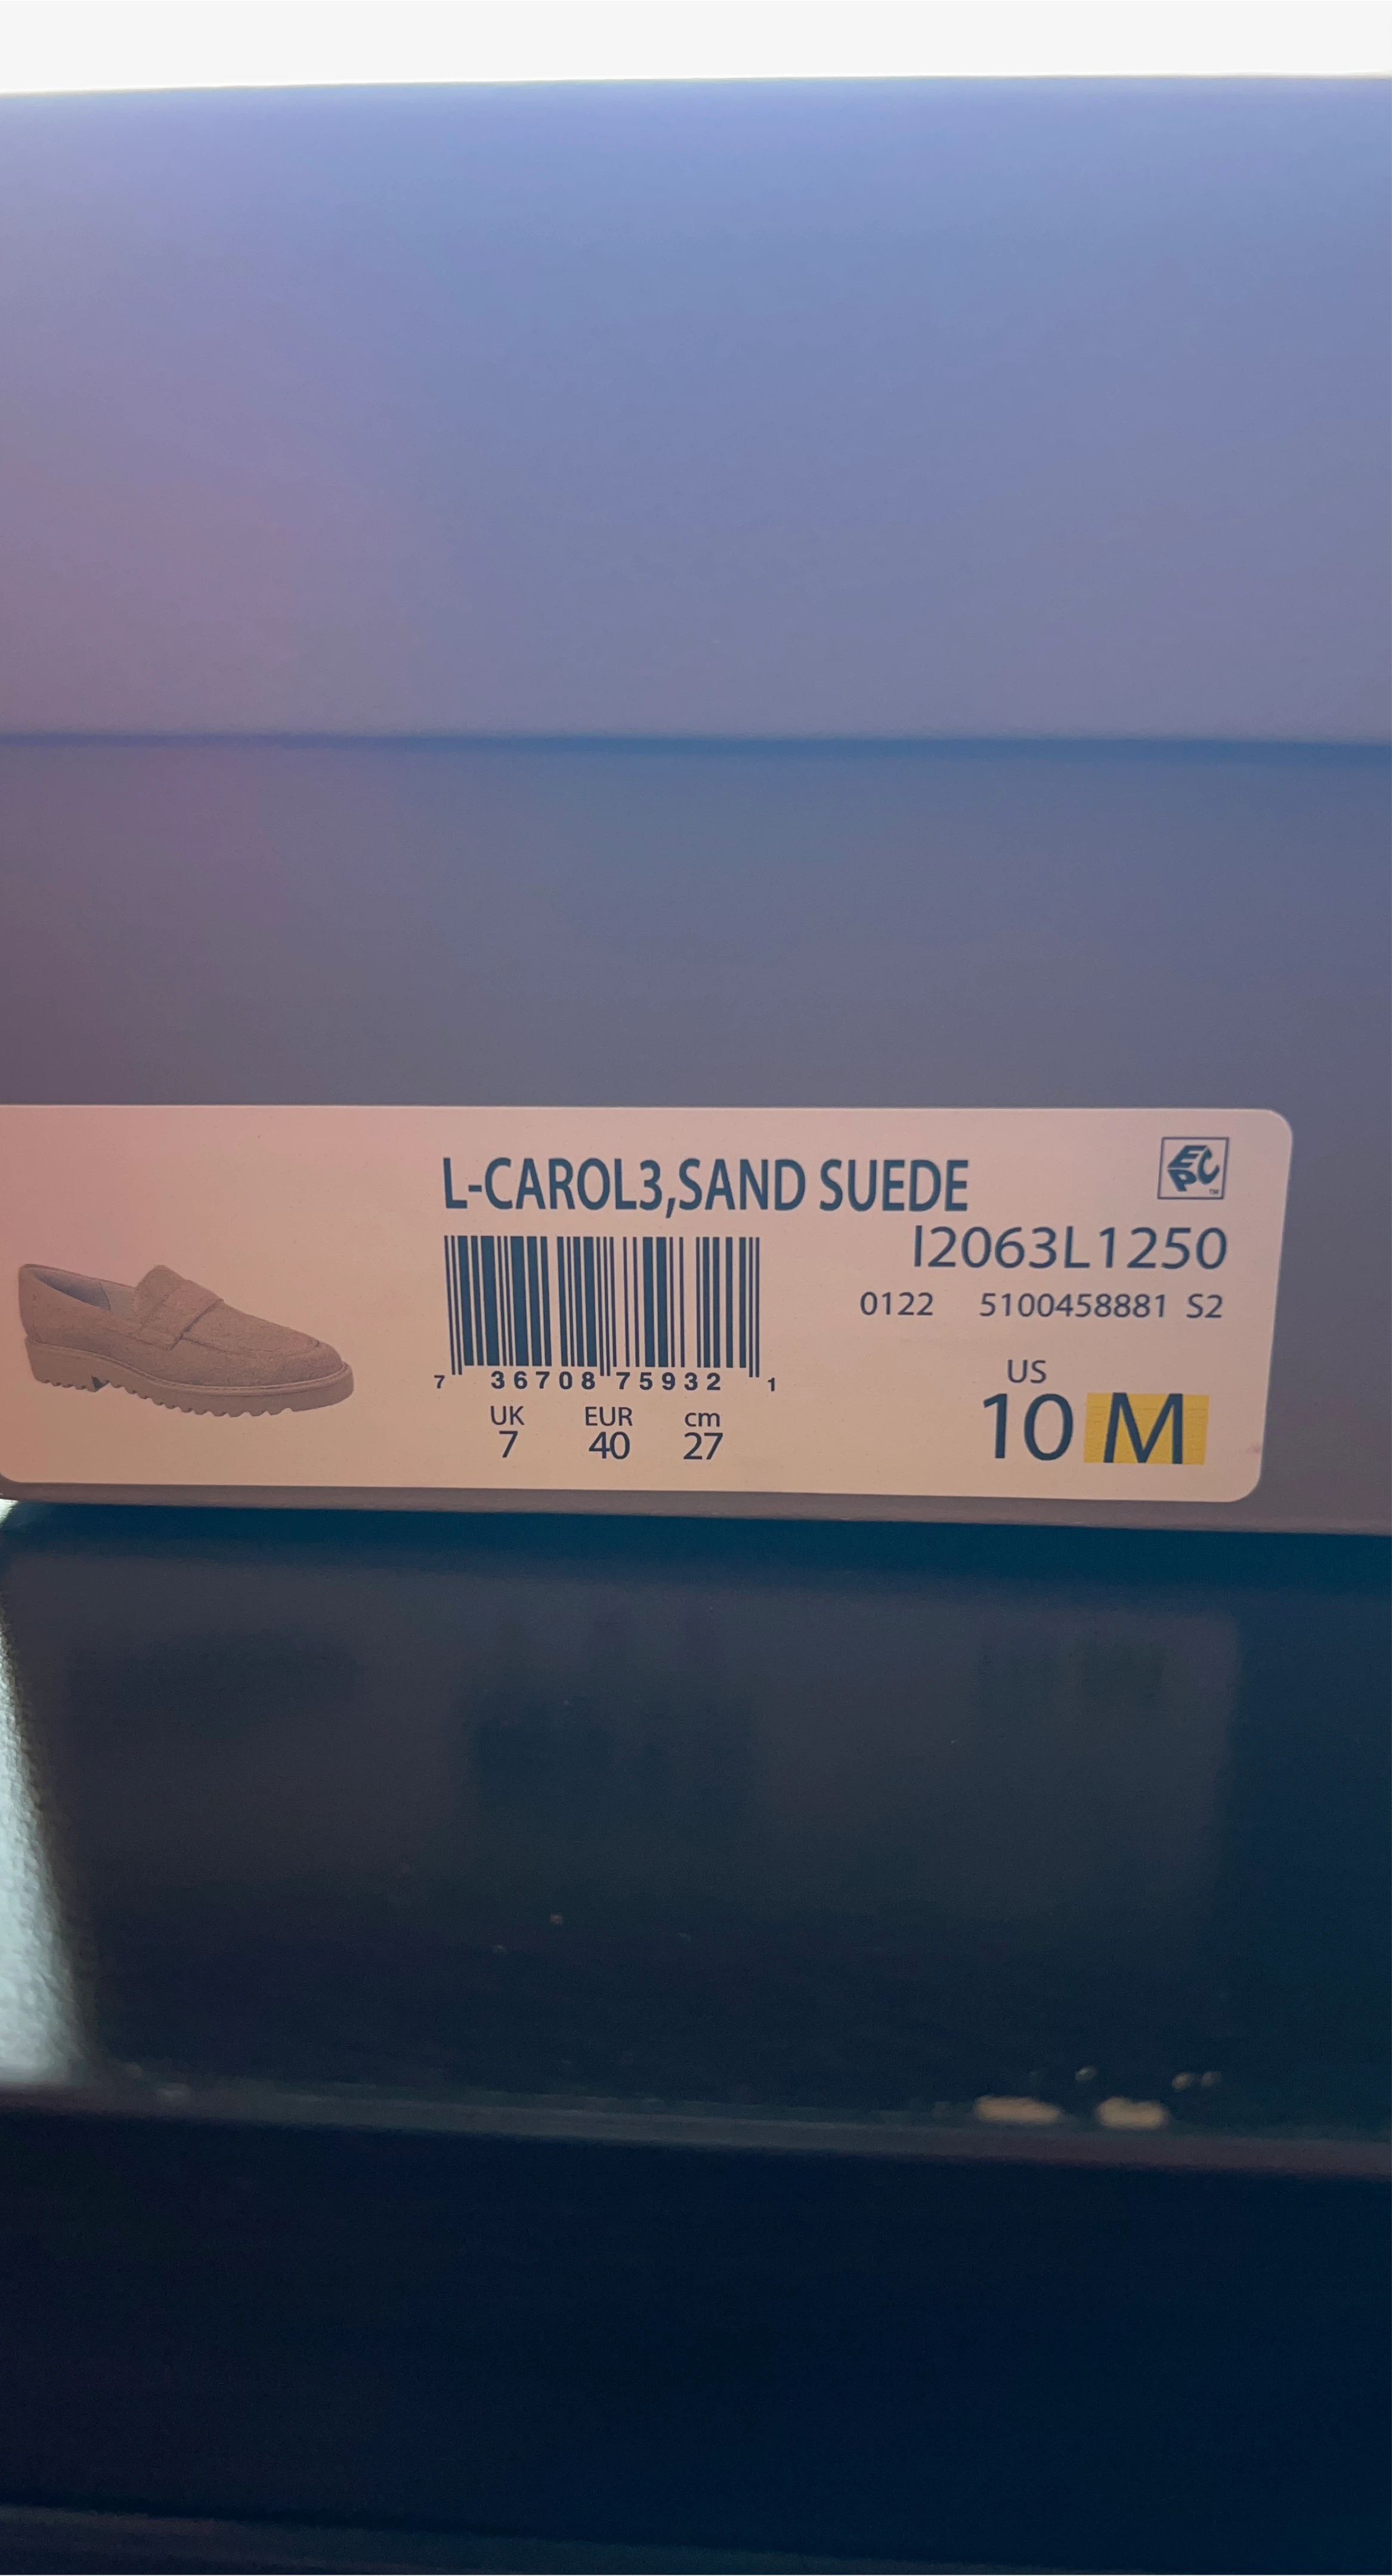 L-CAROL3,SAND SUEDE
EPC
I2063L1250
0122 5100458881 S2
7 36708 75932 1
US
10 M
UK EUR cm
7 40 27